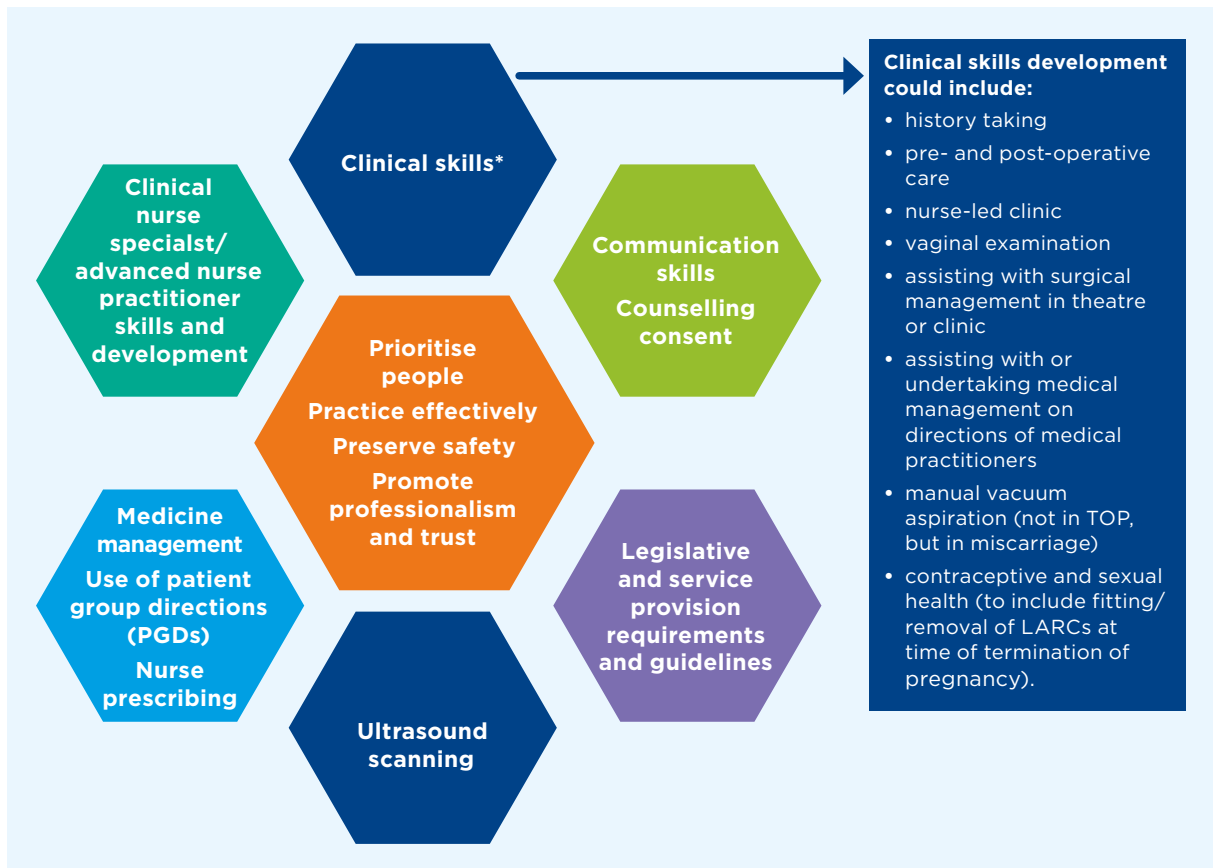 Clinical skills*
Clinical
nurse
specialst/
advanced nurse
practitioner
skills and
development
Communication
skills
Counselling
consent
Prioritise
people
Practice effectively
Preserve safety
Promote
professionalism
and trust
Medicine
management
Use of patient
group directions
(PGDs)
Nurse
prescribing
Legislative
and service
provision
requirements
and guidelines
Ultrasound
scanning
Clinical skills development
could include:
• history taking
• pre- and post-operative
care
• nurse-led clinic
• vaginal examination
• assisting with surgical
management in theatre
or clinic
• assisting with or
undertaking medical
management on
directions of medical
practitioners
• manual vacuum
aspiration (not in TOP,
but in miscarriage)
• contraceptive and sexual
health (to include fitting/
removal of LARCs at
time of termination of
pregnancy).